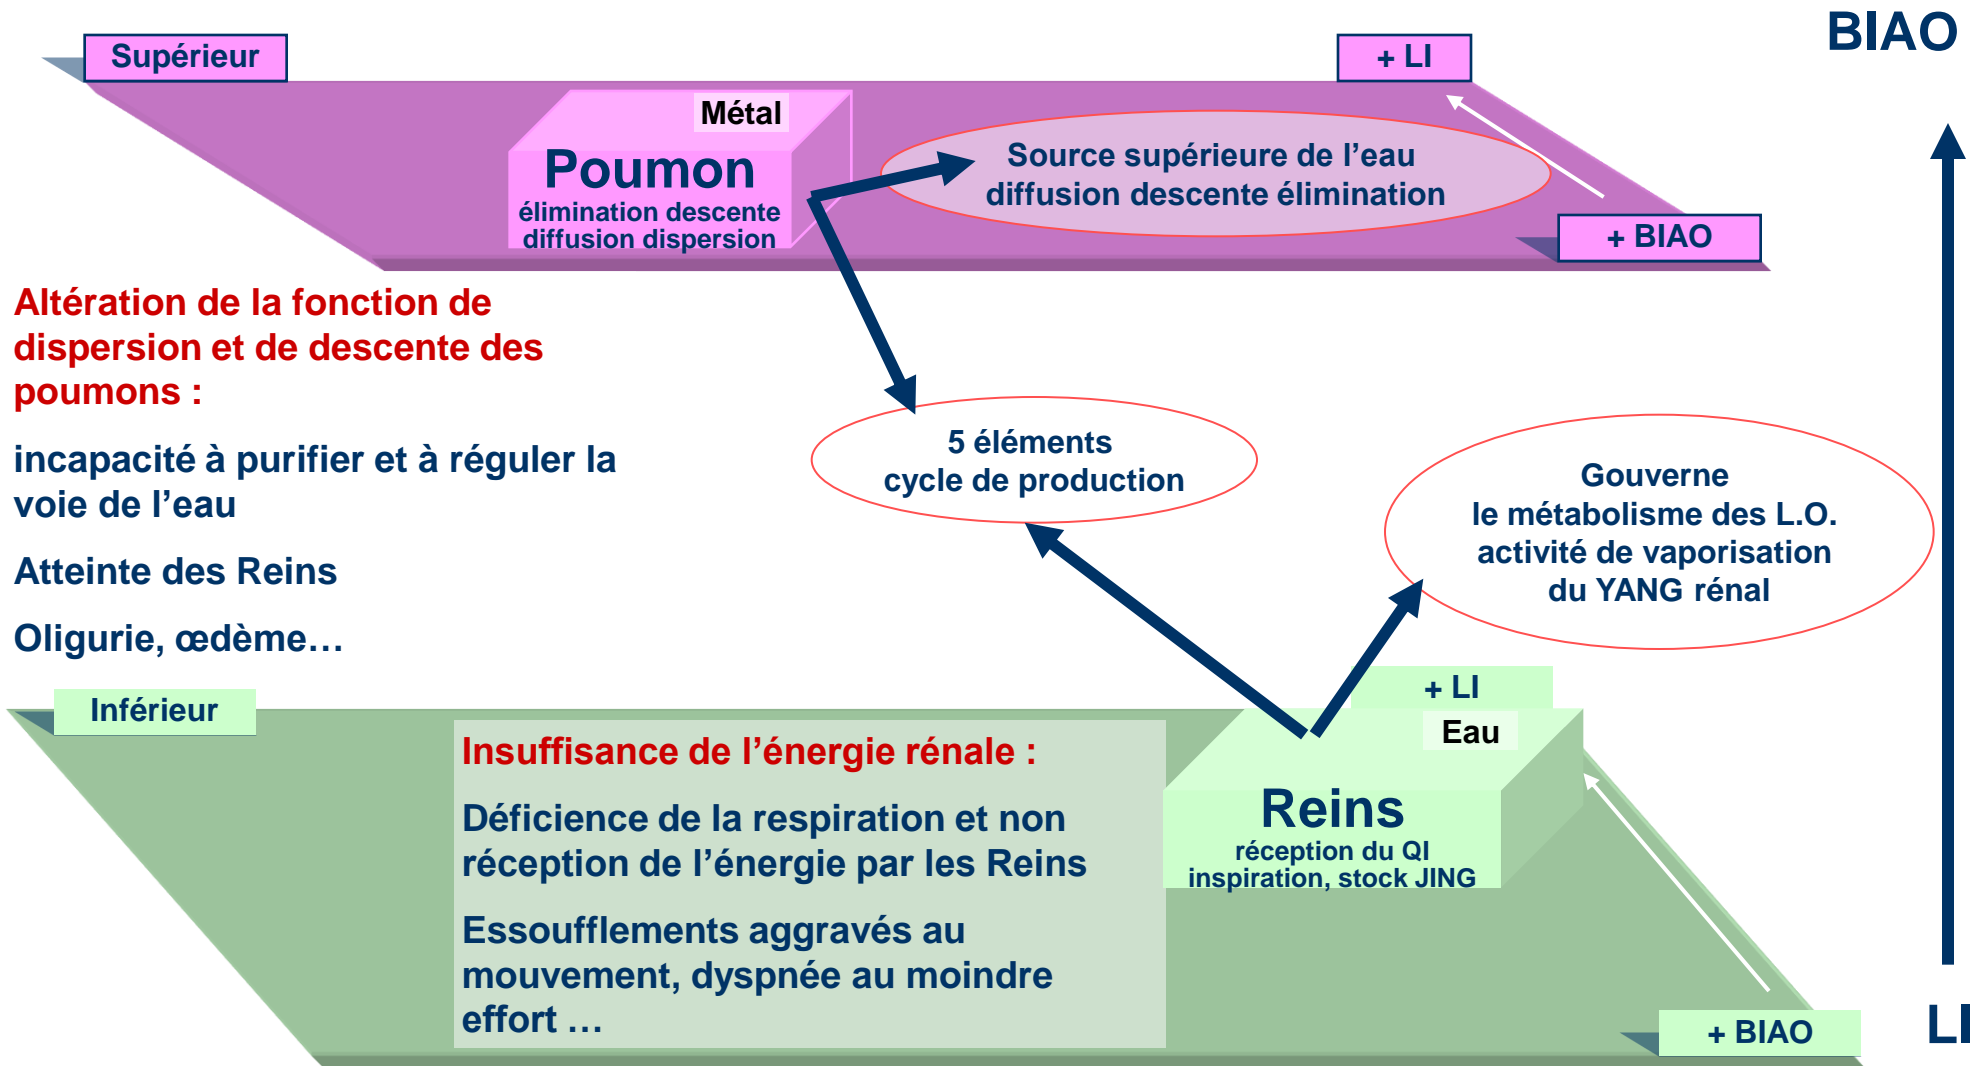 BIAO
Supérieur
+ LI
Métal
Poumon
élimination descente
diffusion dispersion
Source supérieure de l’eau
diffusion descente élimination
+ BIAO
Altération de la fonction de
dispersion et de descente des
poumons :
incapacité à purifier et à réguler la
voie de l’eau
Atteinte des Reins
Oligurie, œdème…
5 éléments
cycle de production
Gouverne
le métabolisme des L.O.
activité de vaporisation
du YANG rénal
Inférieur
+ LI
Eau
Reins
réception du QI
inspiration, stock JING
Insuffisance de l’énergie rénale :
Déficience de la respiration et non
réception de l’énergie par les Reins
Essoufflements aggravés au
mouvement, dyspnée au moindre
effort …
+ BIAO
LI